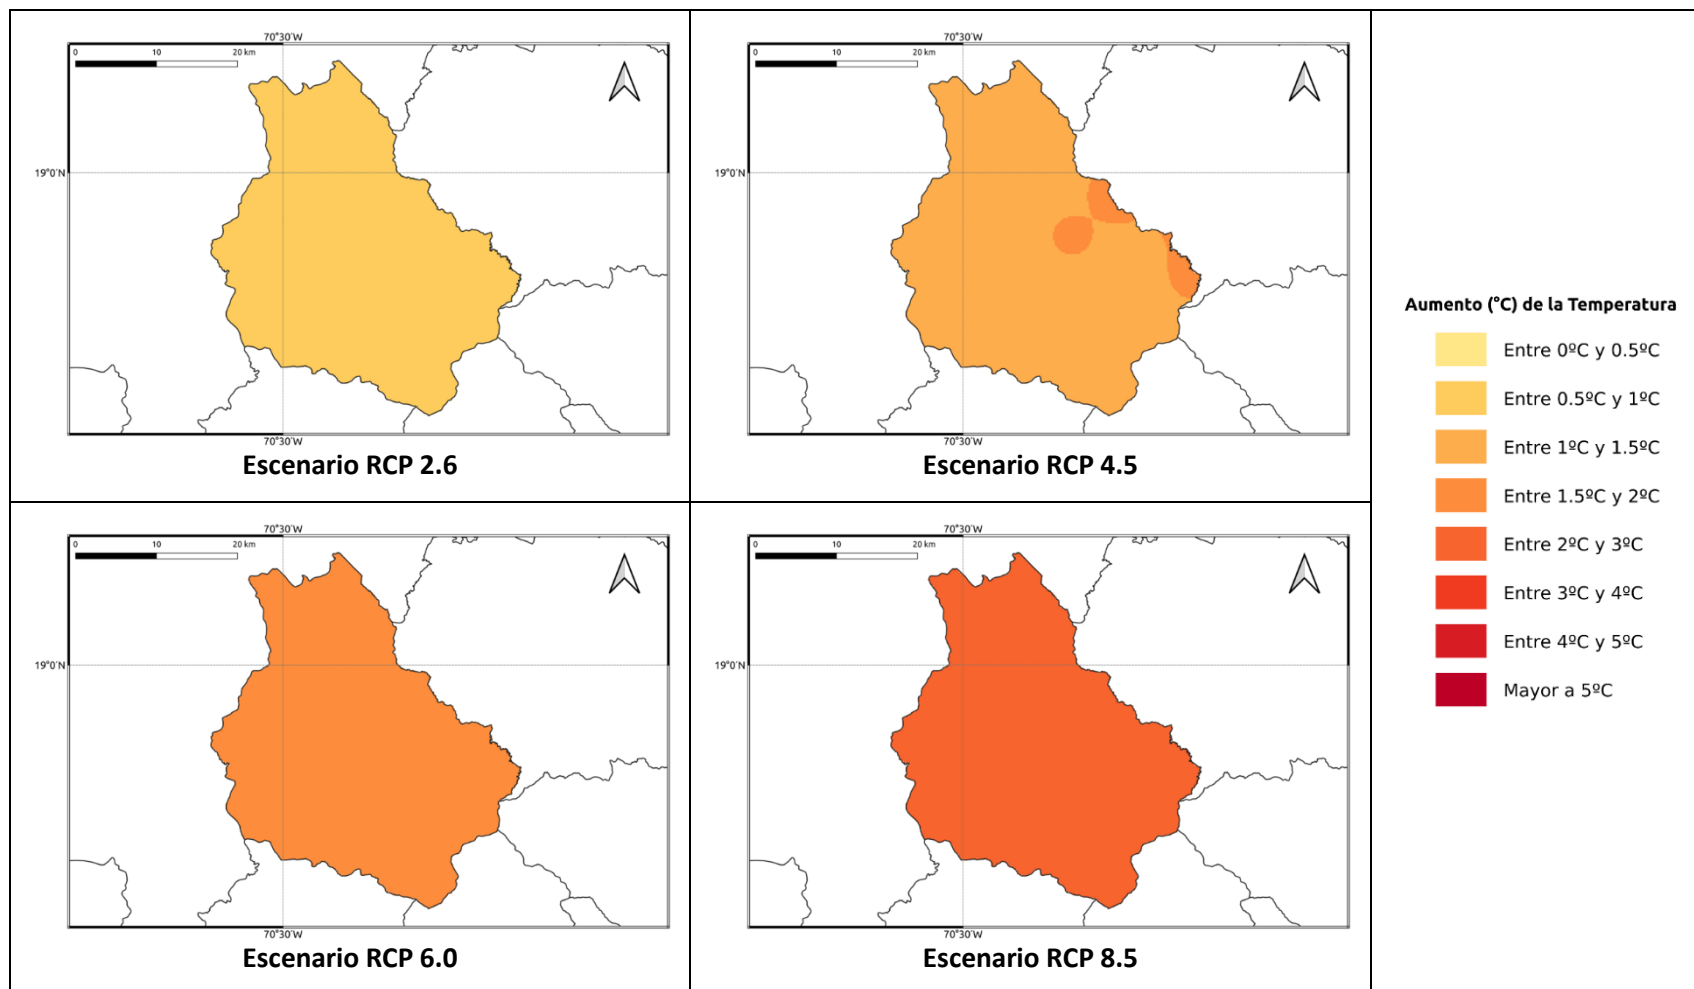 70°30'W
0 10 20 km
19°0'N
70°30'W
Escenario RCP 2.6
70°30'W
0 10 20 km
19°0'N
70°30'W
Escenario RCP 4.5
70°30'W
0 10 20 km
19°0'N
70°30'W
Escenario RCP 6.0
70°30'W
0 10 20 km
19°0'N
70°30'W
Escenario RCP 8.5
Aumento (°C) de la Temperatura
Entre 0ºC y 0.5ºC
Entre 0.5ºC y 1ºC
Entre 1ºC y 1.5ºC
Entre 1.5ºC y 2ºC
Entre 2ºC y 3ºC
Entre 3ºC y 4ºC
Entre 4ºC y 5ºC
Mayor a 5ºC